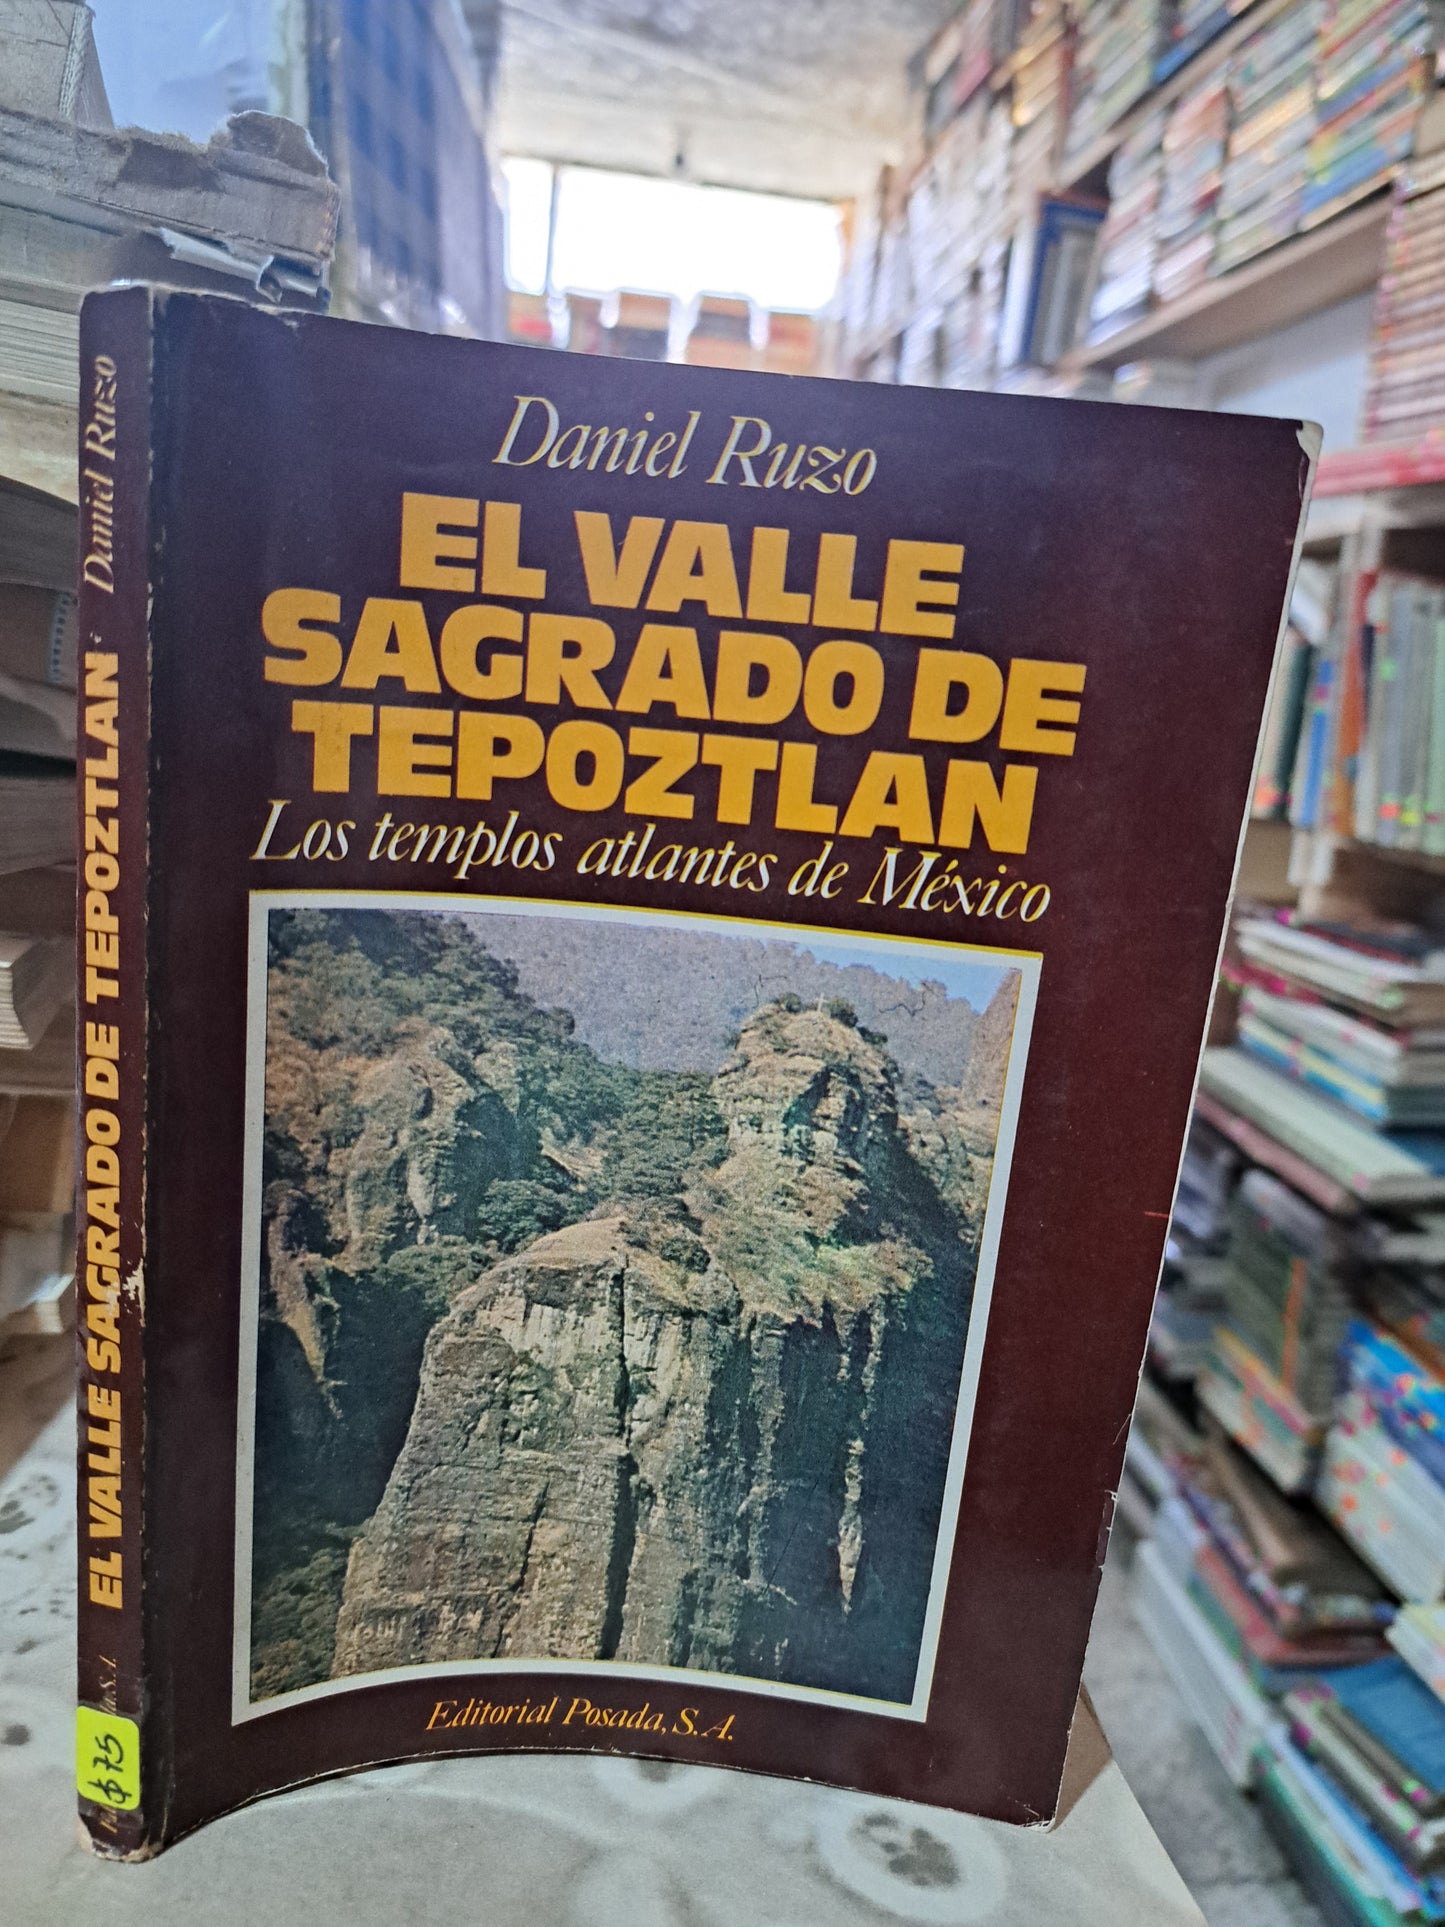 Daniel Ruzo
EL VALLE
SAGRADO DE
TEPOZTLAN
Los templos atlantes de México
Editorial Posada, S.A.
EL VALLE SAGRADO DE TEPOZTLAN Daniel Ruzo
$75